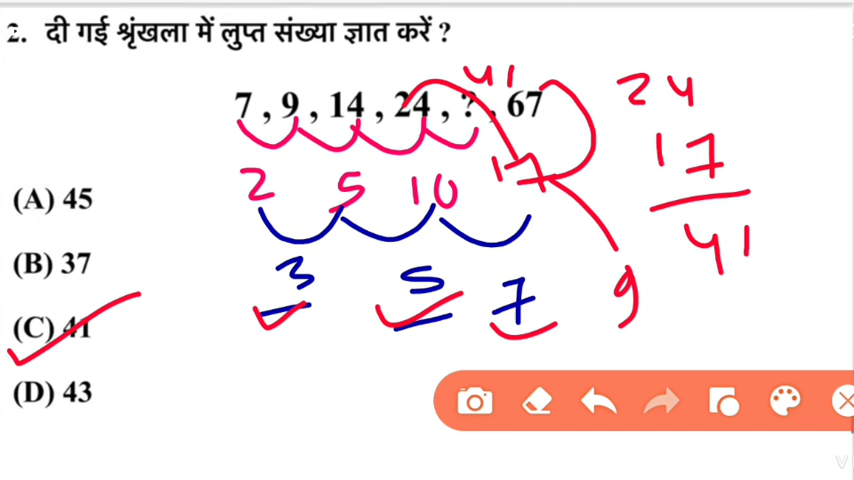 2. दी गई श्रृंखला में लुप्त संख्या ज्ञात करें ?
41
7 , 9 , 14 , 24 , ? , 67
24
17
41
2 5 10 17
3 5 7 9
(A) 45
(B) 37
(C) 41
(D) 43